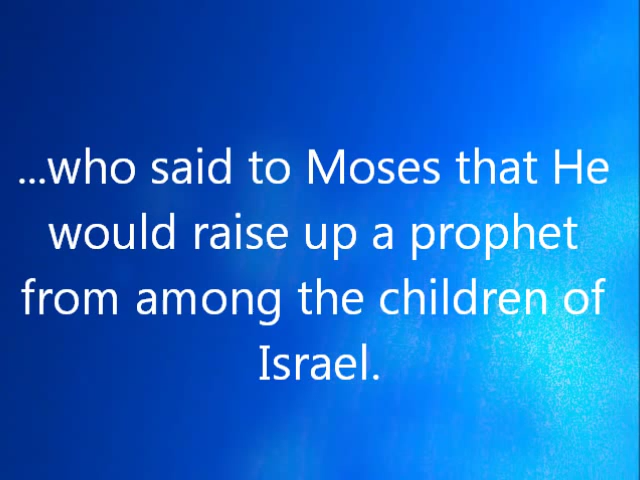 ...who said to Moses that He
would raise up a prophet
from among the children of
Israel.